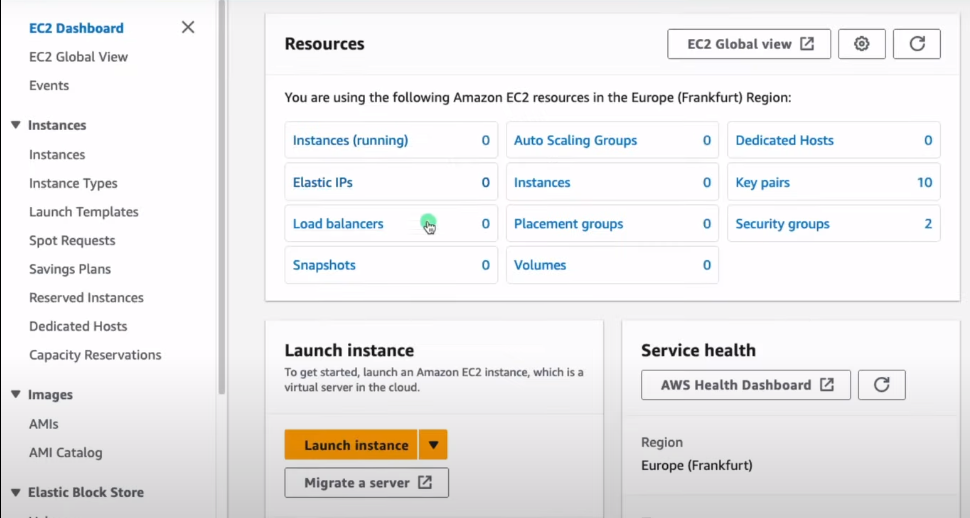 EC2 Dashboard
EC2 Global View
Events
Instances
Instances
Instance Types
Launch Templates
Spot Requests
Savings Plans
Reserved Instances
Dedicated Hosts
Capacity Reservations
Images
AMIs
AMI Catalog
Elastic Block Store
Resources
EC2 Global view
You are using the following Amazon EC2 resources in the Europe (Frankfurt) Region:
Instances (running) 0 Auto Scaling Groups 0 Dedicated Hosts 0
Elastic IPs 0 Instances 0 Key pairs 10
Load balancers 0 Placement groups 0 Security groups 2
Snapshots 0 Volumes 0
Launch instance
To get started, launch an Amazon EC2 instance, which is a
virtual server in the cloud.
Launch instance
Migrate a server
Service health
AWS Health Dashboard
Region
Europe (Frankfurt)